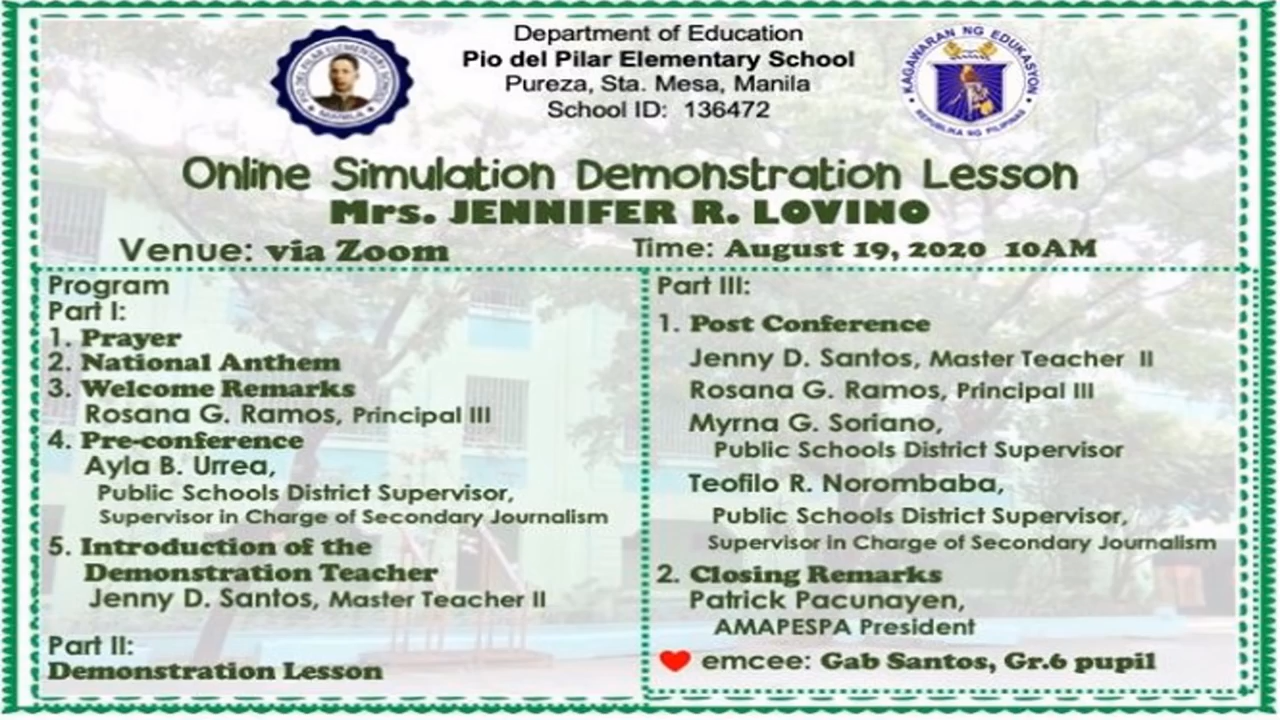 Department of Education
Pio del Pilar Elementary School
Pureza, Sta. Mesa, Manila
School ID: 136472
PIO DEL PILAR ELEMENTARY SCHOOL
MANILA
KAGAWARAN NG EDUKASYON
REPUBLIKA NG PILIPINAS
Online Simulation Demonstration Lesson
Mrs. JENNIFER R. LOVINO
Venue: via Zoom
Time: August 19, 2020 10AM
Program
Part I:
1. Prayer
2. National Anthem
3. Welcome Remarks
Rosana G. Ramos, Principal III
4. Pre-conference
Ayla B. Urrea,
Public Schools District Supervisor,
Supervisor in Charge of Secondary Journalism
5. Introduction of the
Demonstration Teacher
Jenny D. Santos, Master Teacher II
Part II:
Demonstration Lesson
Part III:
1. Post Conference
Jenny D. Santos, Master Teacher II
Rosana G. Ramos, Principal III
Myrna G. Soriano,
Public Schools District Supervisor
Teofilo R. Norombaba,
Public Schools District Supervisor,
Supervisor in Charge of Secondary Journalism
2. Closing Remarks
Patrick Pacunayen,
AMAPESPA President
emcee: Gab Santos, Gr.6 pupil